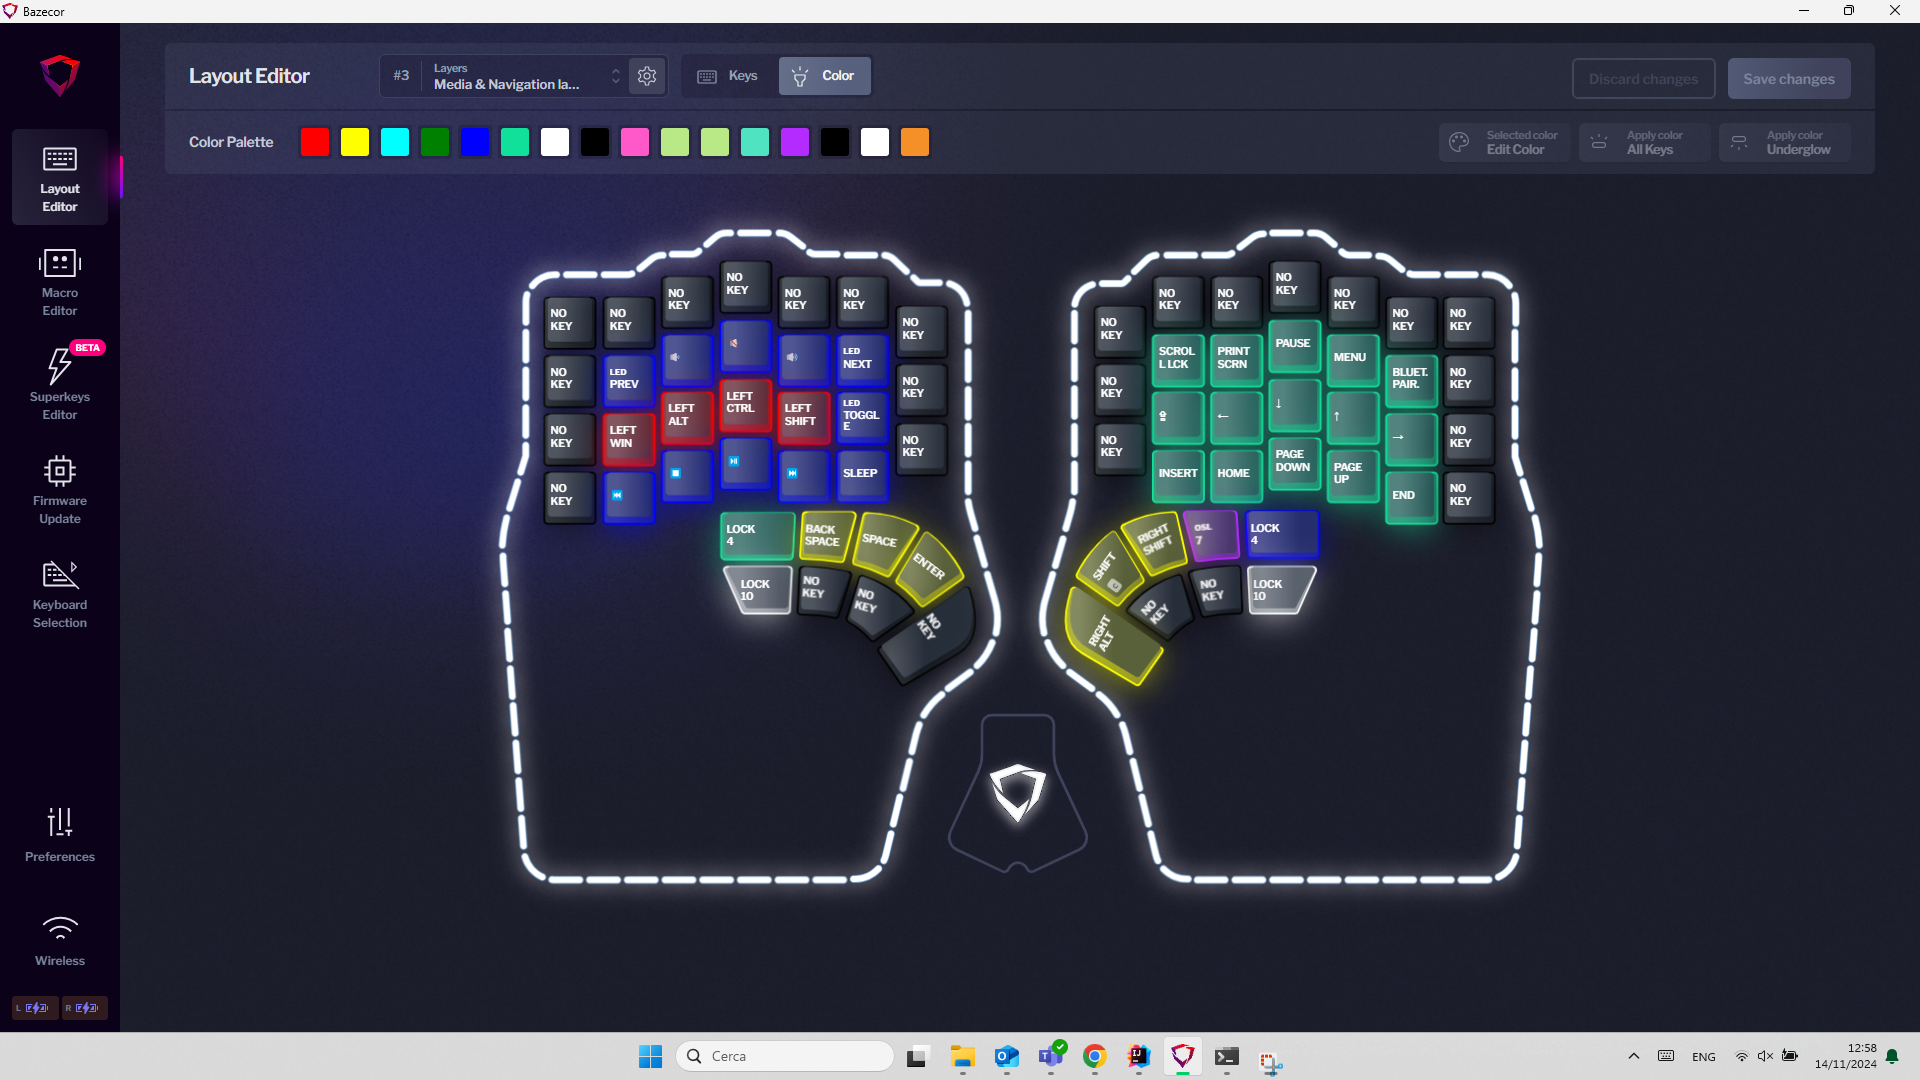 Bazecor
Layout Editor
#3
Layers
Media & Navigation la...
Keys
Color
Discard changes
Save changes
Color Palette
Selected color
Edit Color
Apply color
All Keys
Apply color
Underglow
Layout
Editor
Macro
Editor
BETA
Superkeys
Editor
Firmware
Update
Keyboard
Selection
Preferences
Wireless
L
R
NO
KEY
NO
KEY
NO
KEY
NO
KEY
NO
KEY
NO
KEY
NO
KEY
NO
KEY
LED
PREV
LED
NEXT
NO
KEY
NO
KEY
LEFT
WIN
LEFT
ALT
LEFT
CTRL
LEFT
SHIFT
LED
TOGGL
E
NO
KEY
NO
KEY
SLEEP
LOCK
4
BACK
SPACE
SPACE
ENTER
LOCK
10
NO
KEY
NO
KEY
NO
KEY
NO
KEY
NO
KEY
NO
KEY
NO
KEY
NO
KEY
NO
KEY
NO
KEY
NO
KEY
SCROL
L LCK
PRINT
SCRN
PAUSE
MENU
BLUET.
PAIR.
NO
KEY
NO
KEY
←
↓
↑
→
NO
KEY
INSERT
HOME
PAGE
DOWN
PAGE
UP
END
NO
KEY
SHIFT
RIGHT
SHIFT
OSL
7
LOCK
4
RIGHT
ALT
NO
KEY
NO
KEY
LOCK
10
Cerca
ENG
12:58
14/11/2024